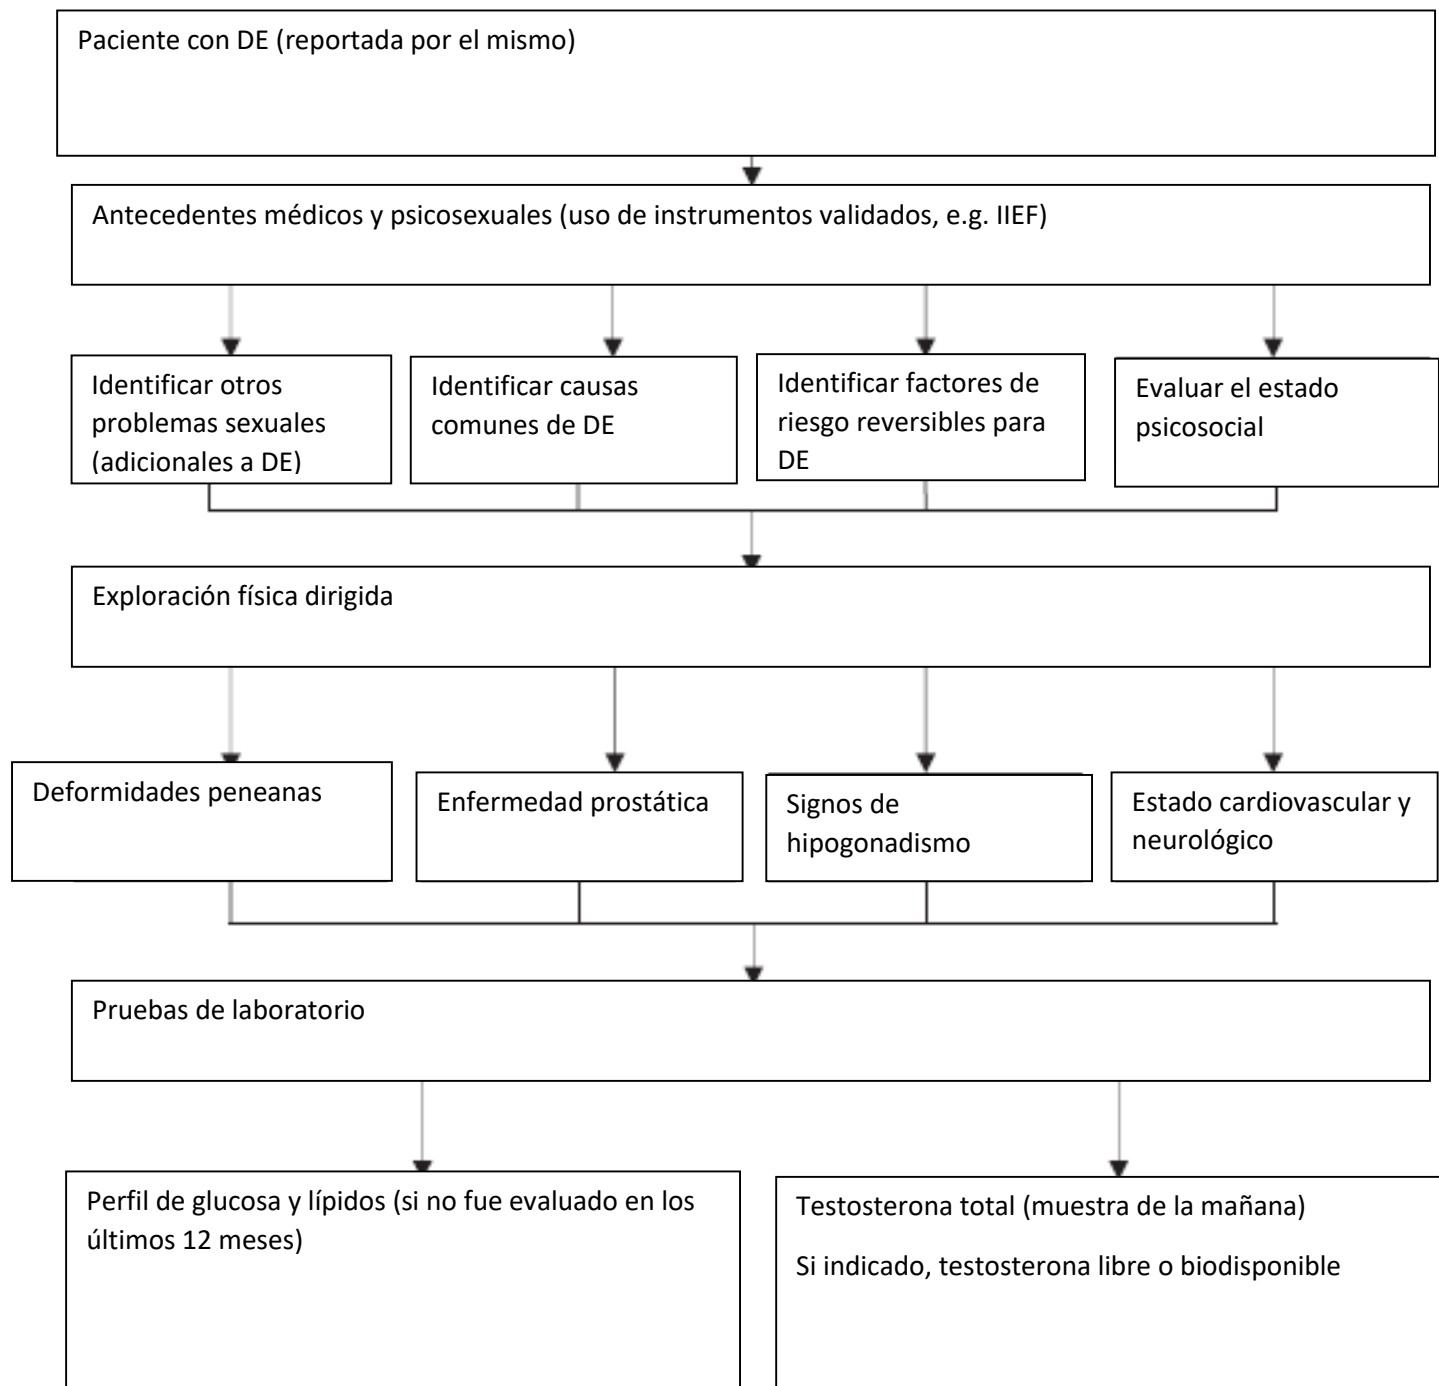 Paciente con DE (reportada por el mismo)
Antecedentes médicos y psicosexuales (uso de instrumentos validados, e.g. IIEF)
Identificar otros
problemas sexuales
(adicionales a DE)
Identificar causas
comunes de DE
Identificar factores de
riesgo reversibles para
DE
Evaluar el estado
psicosocial
Exploración física dirigida
Deformidades peneanas
Enfermedad prostática
Signos de
hipogonadismo
Estado cardiovascular y
neurológico
Pruebas de laboratorio
Perfil de glucosa y lípidos (si no fue evaluado en los
últimos 12 meses)
Testosterona total (muestra de la mañana)
Si indicado, testosterona libre o biodisponible